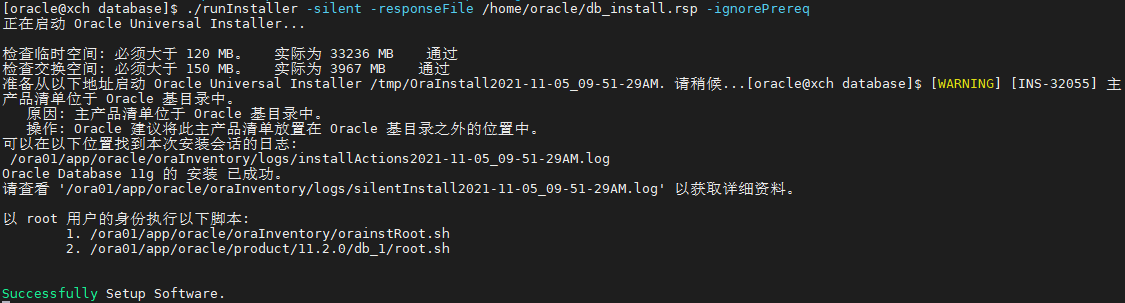 [oracle@xch database]$ ./runInstaller -silent -responseFile /home/oracle/db_install.rsp -ignorePrereq
正在启动 Oracle Universal Installer...
检查临时空间: 必须大于 120 MB。   实际为 33236 MB    通过
检查交换空间: 必须大于 150 MB。   实际为 3967 MB    通过
准备从以下地址启动 Oracle Universal Installer /tmp/OraInstall2021-11-05_09-51-29AM. 请稍候...[oracle@xch database]$ [WARNING] [INS-32055] 主
产品清单位于 Oracle 基目录中。
   原因: 主产品清单位于 Oracle 基目录中。
   操作: Oracle 建议将此主产品清单放置在 Oracle 基目录之外的位置中。
可以在以下位置找到本次安装会话的日志:
 /ora01/app/oracle/oraInventory/logs/installActions2021-11-05_09-51-29AM.log
Oracle Database 11g 的 安装 已成功。
请查看 '/ora01/app/oracle/oraInventory/logs/silentInstall2021-11-05_09-51-29AM.log' 以获取详细资料。
以 root 用户的身份执行以下脚本:
        1. /ora01/app/oracle/oraInventory/orainstRoot.sh
        2. /ora01/app/oracle/product/11.2.0/db_1/root.sh
Successfully Setup Software.